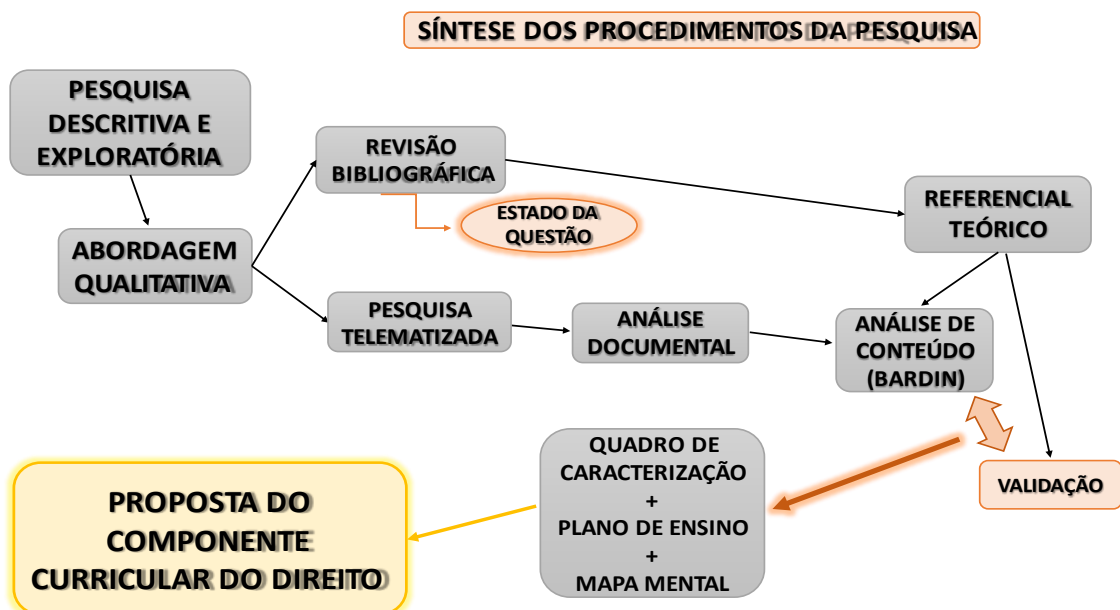 SÍNTESE DOS PROCEDIMENTOS DA PESQUISA
PESQUISA
DESCRITIVA E
EXPLORATÓRIA
ABORDAGEM
QUALITATIVA
REVISÃO
BIBLIOGRÁFICA
ESTADO DA
QUESTÃO
REFERENCIAL
TEÓRICO
PESQUISA
TELEMATIZADA
ANÁLISE
DOCUMENTAL
ANÁLISE DE
CONTEÚDO
(BARDIN)
VALIDAÇÃO
QUADRO DE
CARACTERIZAÇÃO
+
PLANO DE ENSINO
+
MAPA MENTAL
PROPOSTA DO
COMPONENTE
CURRICULAR DO DIREITO